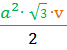 a²· √3 ·v
2